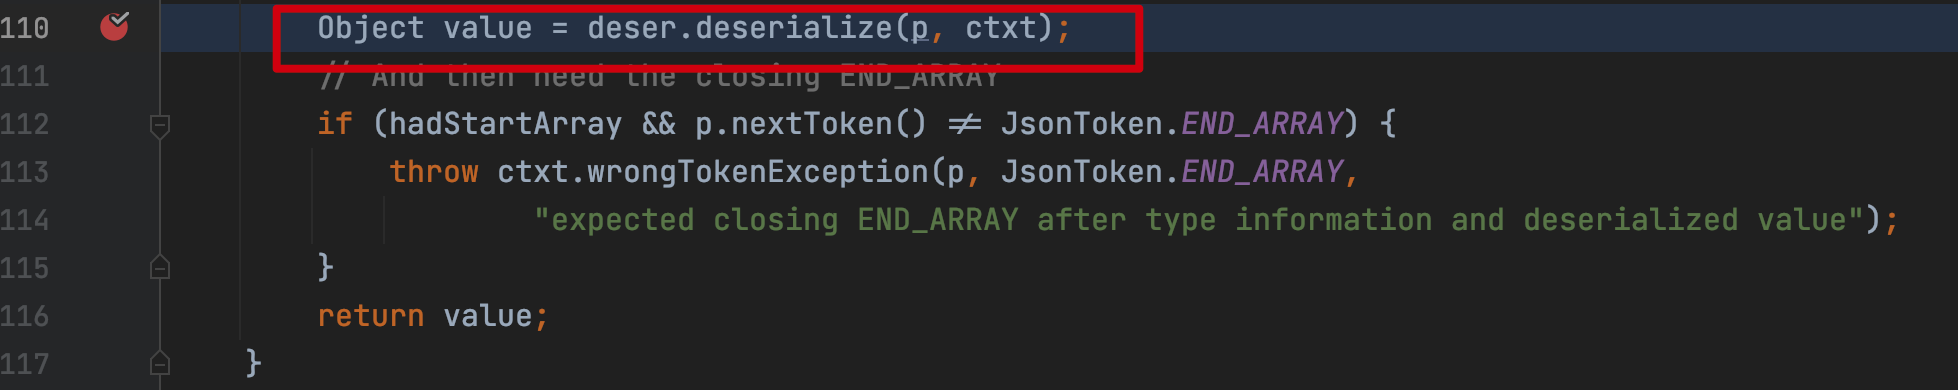 110 Object value = deser.deserialize(p, ctxt);
111 // And then need the closing END_ARRAY
112 if (hadStartArray && p.nextToken() ≠ JsonToken.END_ARRAY) {
113 throw ctxt.wrongTokenException(p, JsonToken.END_ARRAY,
114 "expected closing END_ARRAY after type information and deserialized value");
115 }
116 return value;
117 }